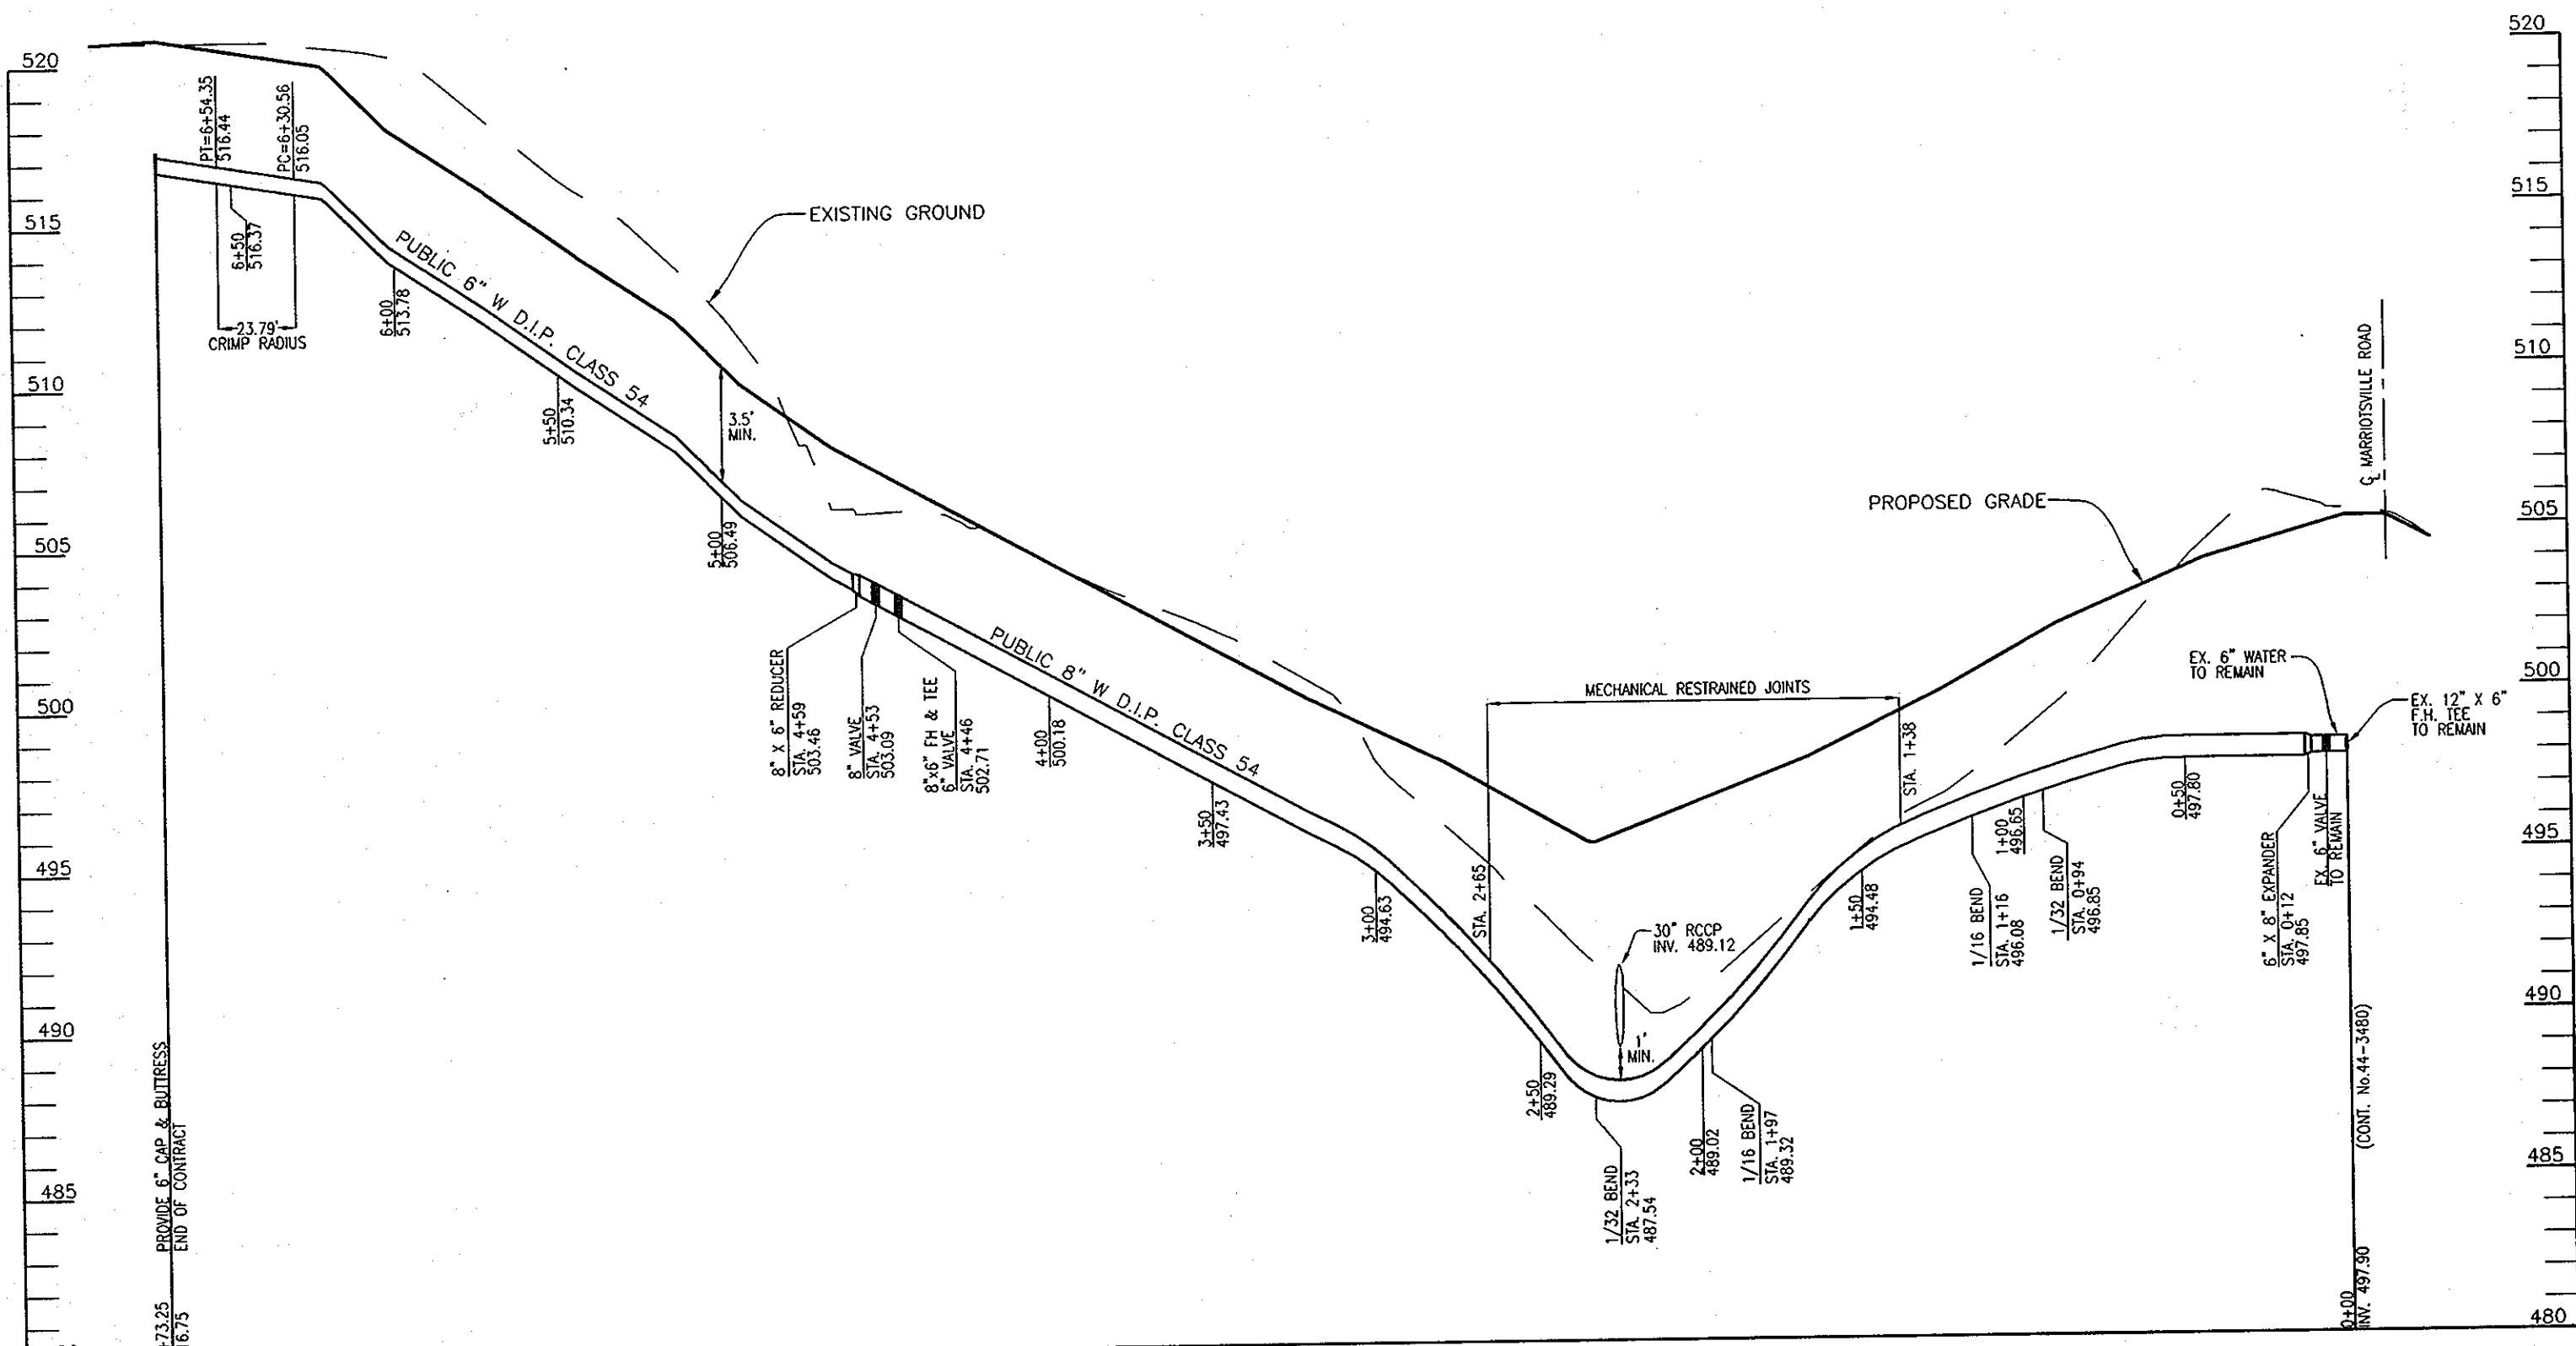 520
515
510
505
500
495
490
485
520
515
510
505
500
495
490
485
480
PT=6+54.35
516.44
PC=6+30.56
516.05
6+50
516.37
23.79'
CRIMP RADIUS
6+00
513.78
PUBLIC 6" W D.I.P. CLASS 54
EXISTING GROUND
5+50
510.34
3.5'
MIN.
5+00
506.49
8" X 6" REDUCER
STA. 4+59
503.46
8" VALVE
STA. 4+53
503.09
8"x6" FH & TEE
6" VALVE
STA. 4+46
502.71
PUBLIC 8" W D.I.P. CLASS 54
4+00
500.18
3+50
497.43
3+00
494.63
MECHANICAL RESTRAINED JOINTS
STA. 2+65
STA. 1+38
2+50
489.29
30" RCCP
INV. 489.12
1'
MIN.
1/32 BEND
STA. 2+33
487.54
2+00
489.02
1/16 BEND
STA. 1+97
489.32
1+50
494.48
PROPOSED GRADE
1/16 BEND
STA. 1+16
496.08
1+00
496.65
1/32 BEND
STA. 0+94
496.85
0+50
497.80
6" X 8" EXPANDER
STA. 0+12
497.85
EX. 6" VALVE
TO REMAIN
EX. 6" WATER
TO REMAIN
EX. 12" X 6"
F.H. TEE
TO REMAIN
℄ MARRIOTSVILLE ROAD
(CONT. No.44-3480)
0+00
INV. 497.90
PROVIDE 6" CAP & BUTTRESS
END OF CONTRACT
+73.25
16.75